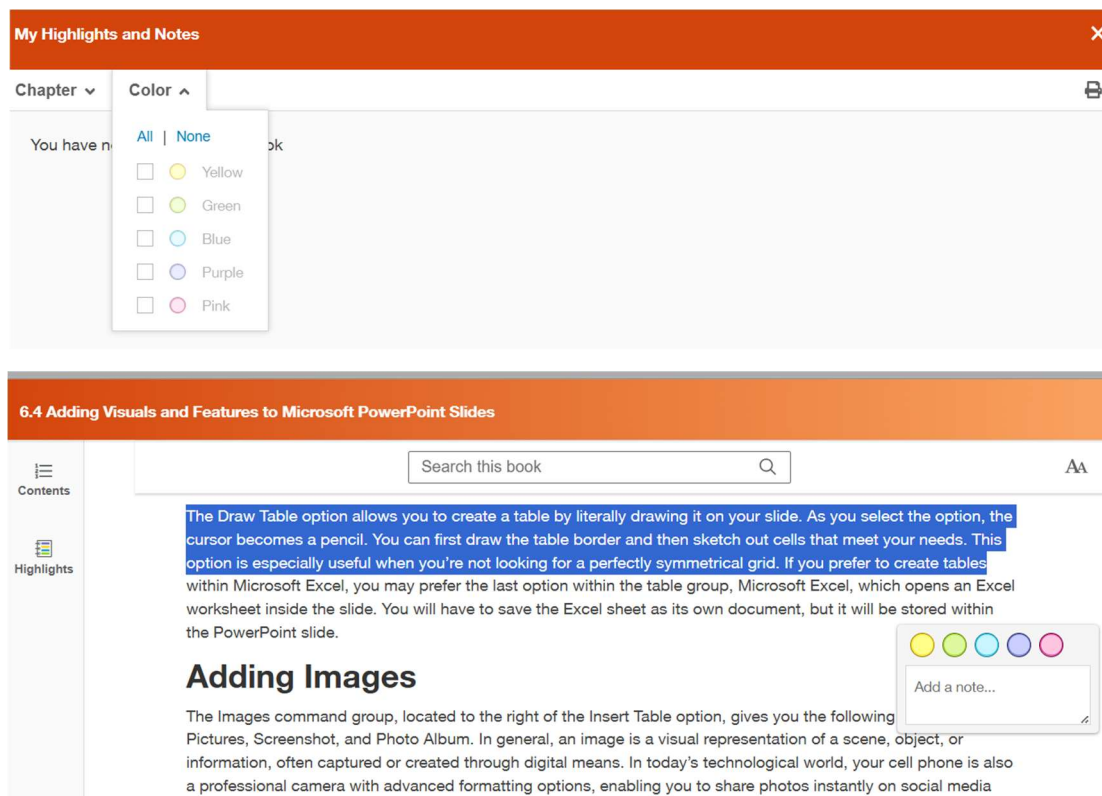 My Highlights and Notes
Chapter Color
All | None
You have n ok
Yellow
Green
Blue
Purple
Pink
6.4 Adding Visuals and Features to Microsoft PowerPoint Slides
Search this book
AA
Contents
Highlights
The Draw Table option allows you to create a table by literally drawing it on your slide. As you select the option, the
cursor becomes a pencil. You can first draw the table border and then sketch out cells that meet your needs. This
option is especially useful when you're not looking for a perfectly symmetrical grid. If you prefer to create tables
within Microsoft Excel, you may prefer the last option within the table group, Microsoft Excel, which opens an Excel
worksheet inside the slide. You will have to save the Excel sheet as its own document, but it will be stored within
the PowerPoint slide.
Add a note...
Adding Images
The Images command group, located to the right of the Insert Table option, gives you the following
Pictures, Screenshot, and Photo Album. In general, an image is a visual representation of a scene, object, or
information, often captured or created through digital means. In today's technological world, your cell phone is also
a professional camera with advanced formatting options, enabling you to share photos instantly on social media